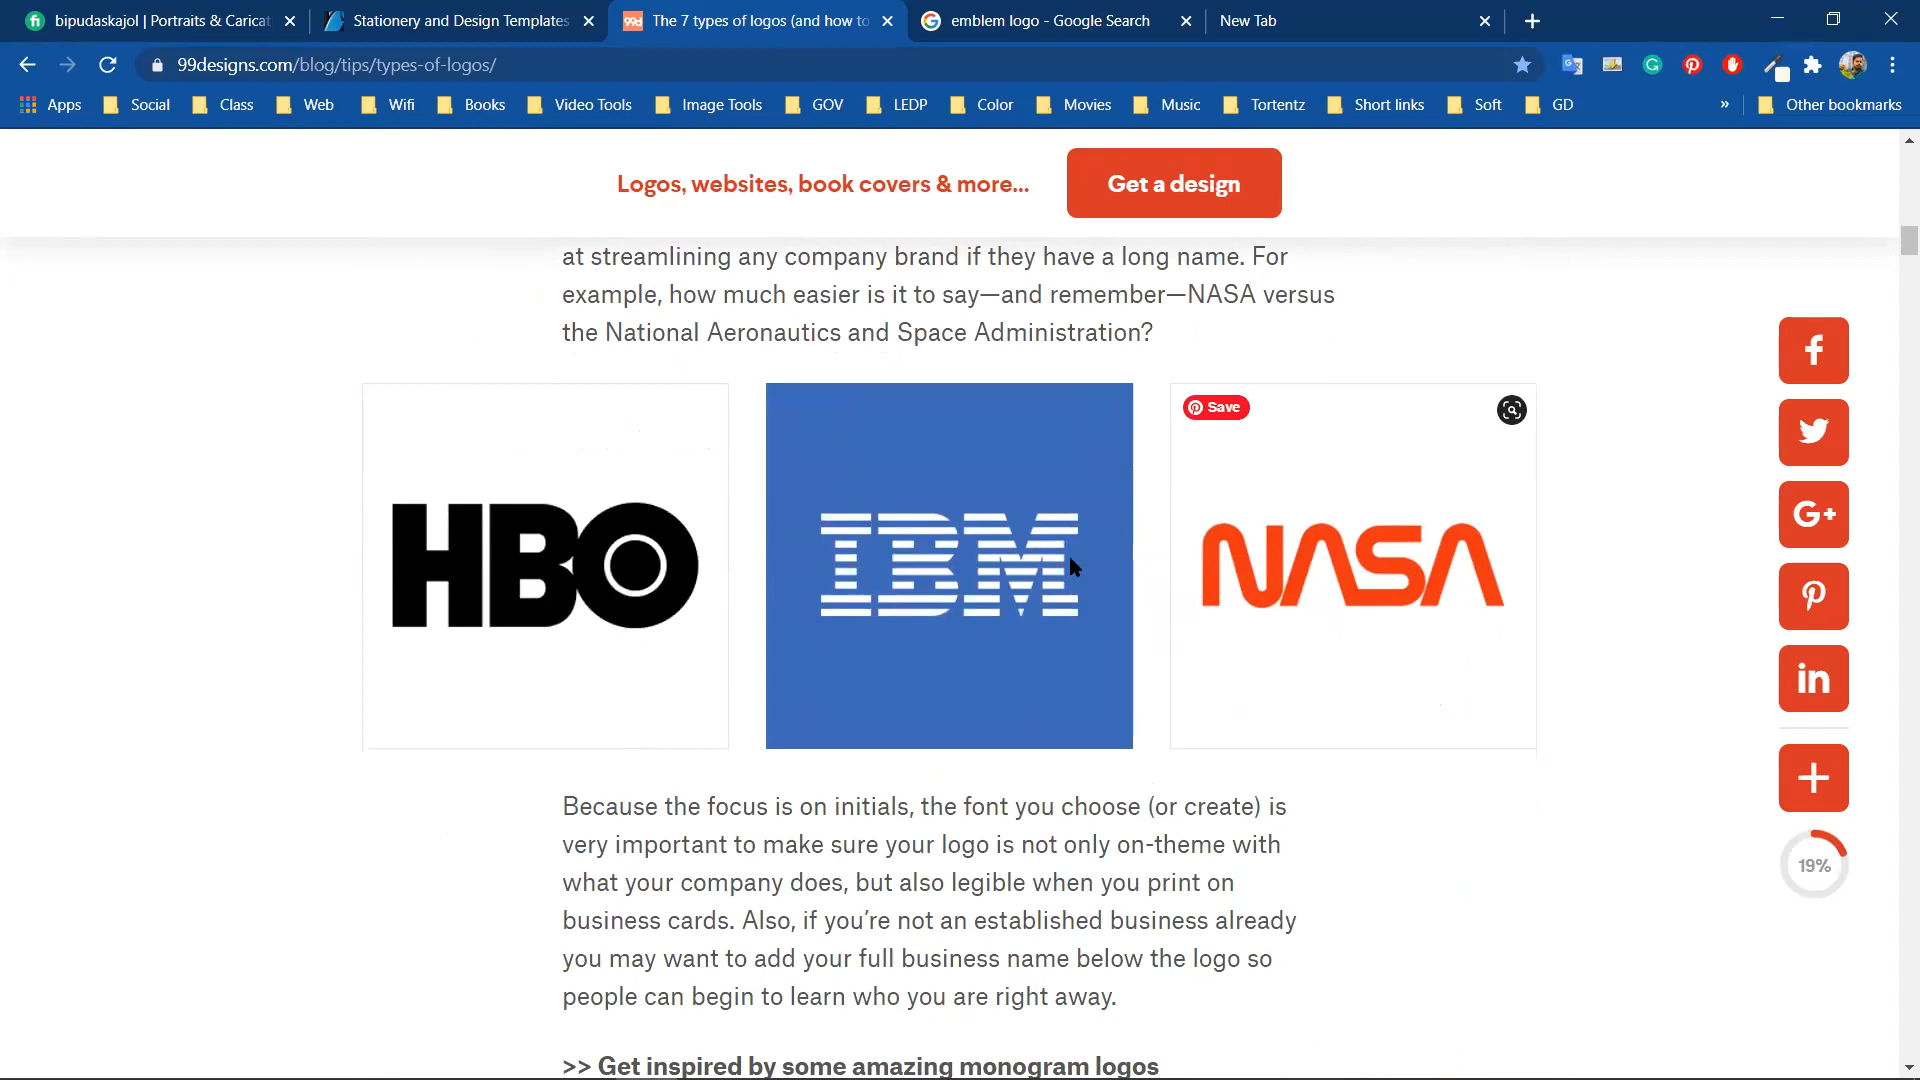 bipudaskajol | Portraits & Caricat
Stationery and Design Templates
99d The 7 types of logos (and how to
emblem logo - Google Search
New Tab
99designs.com/blog/tips/types-of-logos/
Apps Social Class Web Wifi Books Video Tools Image Tools GOV LEDP Color Movies Music Tortentz Short links Soft GD » Other bookmarks
Logos, websites, book covers & more...
Get a design
at streamlining any company brand if they have a long name. For
example, how much easier is it to say—and remember—NASA versus
the National Aeronautics and Space Administration?
Save
HBO
IBM
NASA
Because the focus is on initials, the font you choose (or create) is
very important to make sure your logo is not only on-theme with
what your company does, but also legible when you print on
business cards. Also, if you’re not an established business already
you may want to add your full business name below the logo so
people can begin to learn who you are right away.
>> Get inspired by some amazing monogram logos
f
G+
in
+
19%